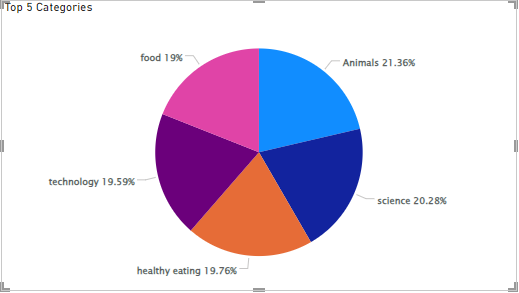 Top 5 Categories
food 19%
Animals 21.36%
technology 19.59%
science 20.28%
healthy eating 19.76%